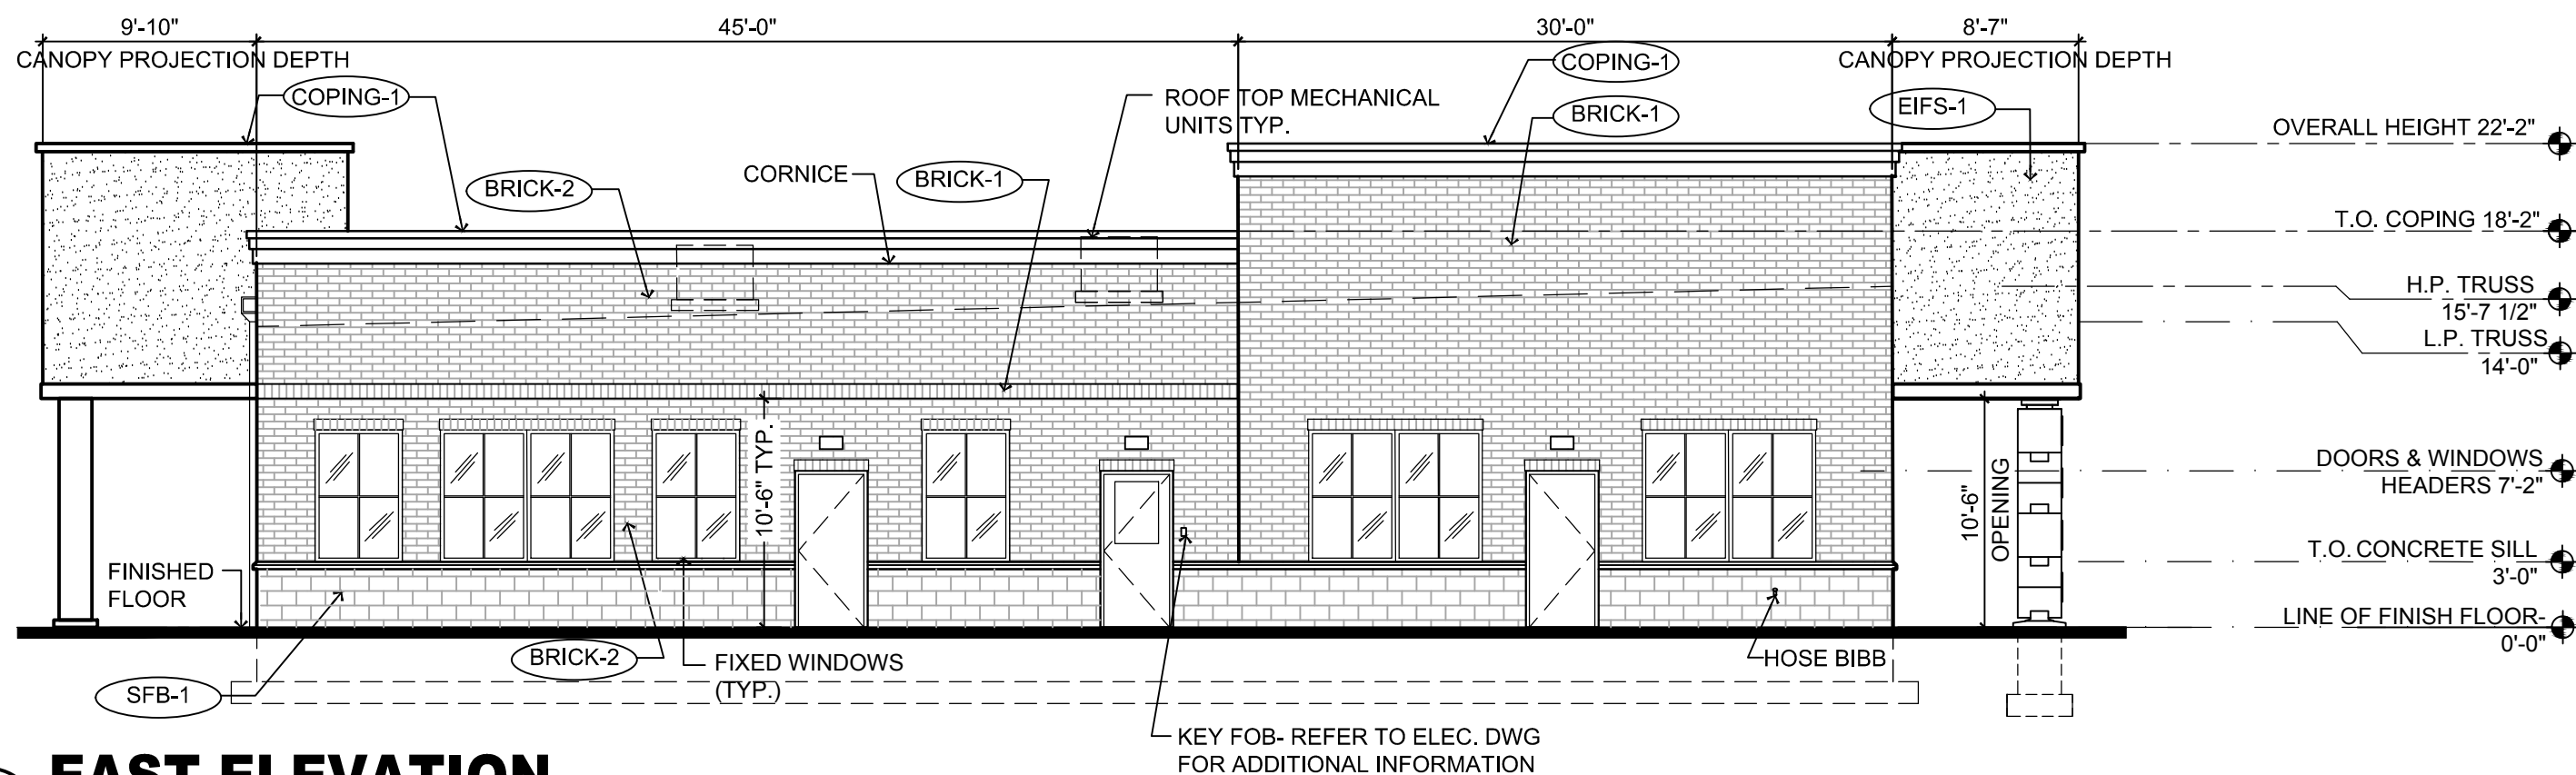 9'-10"
45'-0"
30'-0"
8'-7"
CANOPY PROJECTION DEPTH
CANOPY PROJECTION DEPTH
COPING-1
COPING-1
ROOF TOP MECHANICAL
UNITS TYP.
BRICK-1
EIFS-1
OVERALL HEIGHT 22'-2"
BRICK-2
CORNICE
BRICK-1
T.O. COPING 18'-2"
H.P. TRUSS
15'-7 1/2"
L.P. TRUSS
14'-0"
10'-6" TYP.
10'-6"
OPENING
DOORS & WINDOWS
HEADERS 7'-2"
T.O. CONCRETE SILL
3'-0"
FINISHED
FLOOR
LINE OF FINISH FLOOR-
0'-0"
BRICK-2
FIXED WINDOWS
(TYP.)
HOSE BIBB
SFB-1
KEY FOB- REFER TO ELEC. DWG
FOR ADDITIONAL INFORMATION
EAST ELEVATION